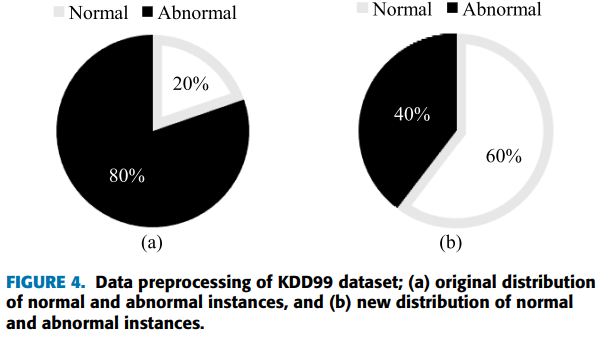 Normal Abnormal
20%
80%
(a)
Normal Abnormal
40%
60%
(b)
FIGURE 4. Data preprocessing of KDD99 dataset; (a) original distribution
of normal and abnormal instances, and (b) new distribution of normal
and abnormal instances.